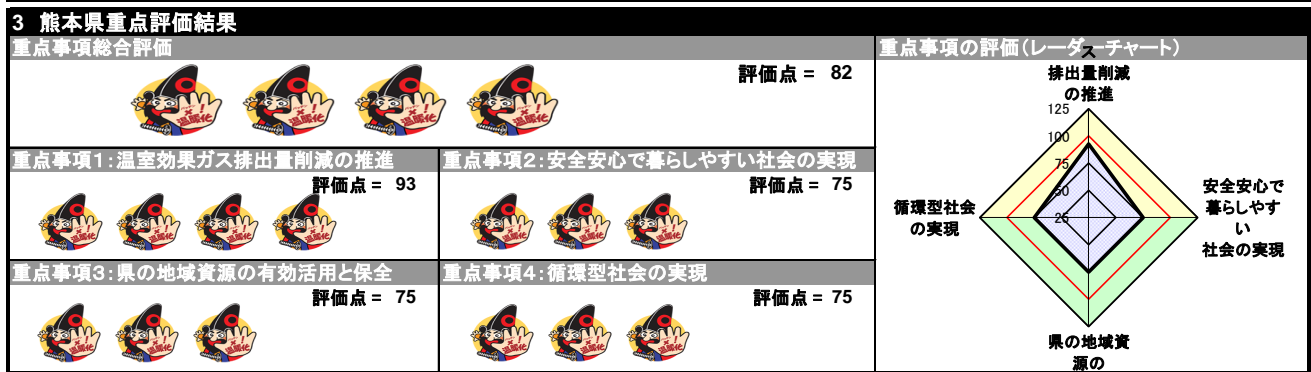 3 熊本県重点評価結果
重点事項総合評価
評価点 = 82
重点事項1:温室効果ガス排出量削減の推進
評価点 = 93
重点事項2:安全安心で暮らしやすい社会の実現
評価点 = 75
重点事項3:県の地域資源の有効活用と保全
評価点 = 75
重点事項4:循環型社会の実現
評価点 = 75
重点事項の評価(レーダーチャート)
ス
排出量削減
の推進
125
100
75
50
25
安全安心で
暮らしやす
い
社会の実現
県の地域資
源の
循環型社会
の実現